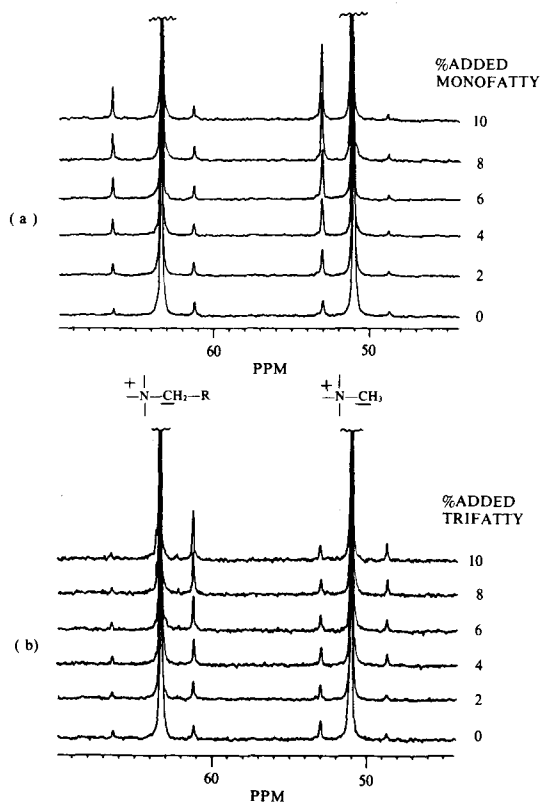 %ADDED
MONOFATTY
10
8
6
4
2
0
( a )
60
50
PPM
+
—N—CH₂—R
+
—N—CH₃
%ADDED
TRIFATTY
10
8
6
4
2
0
( b )
60
50
PPM